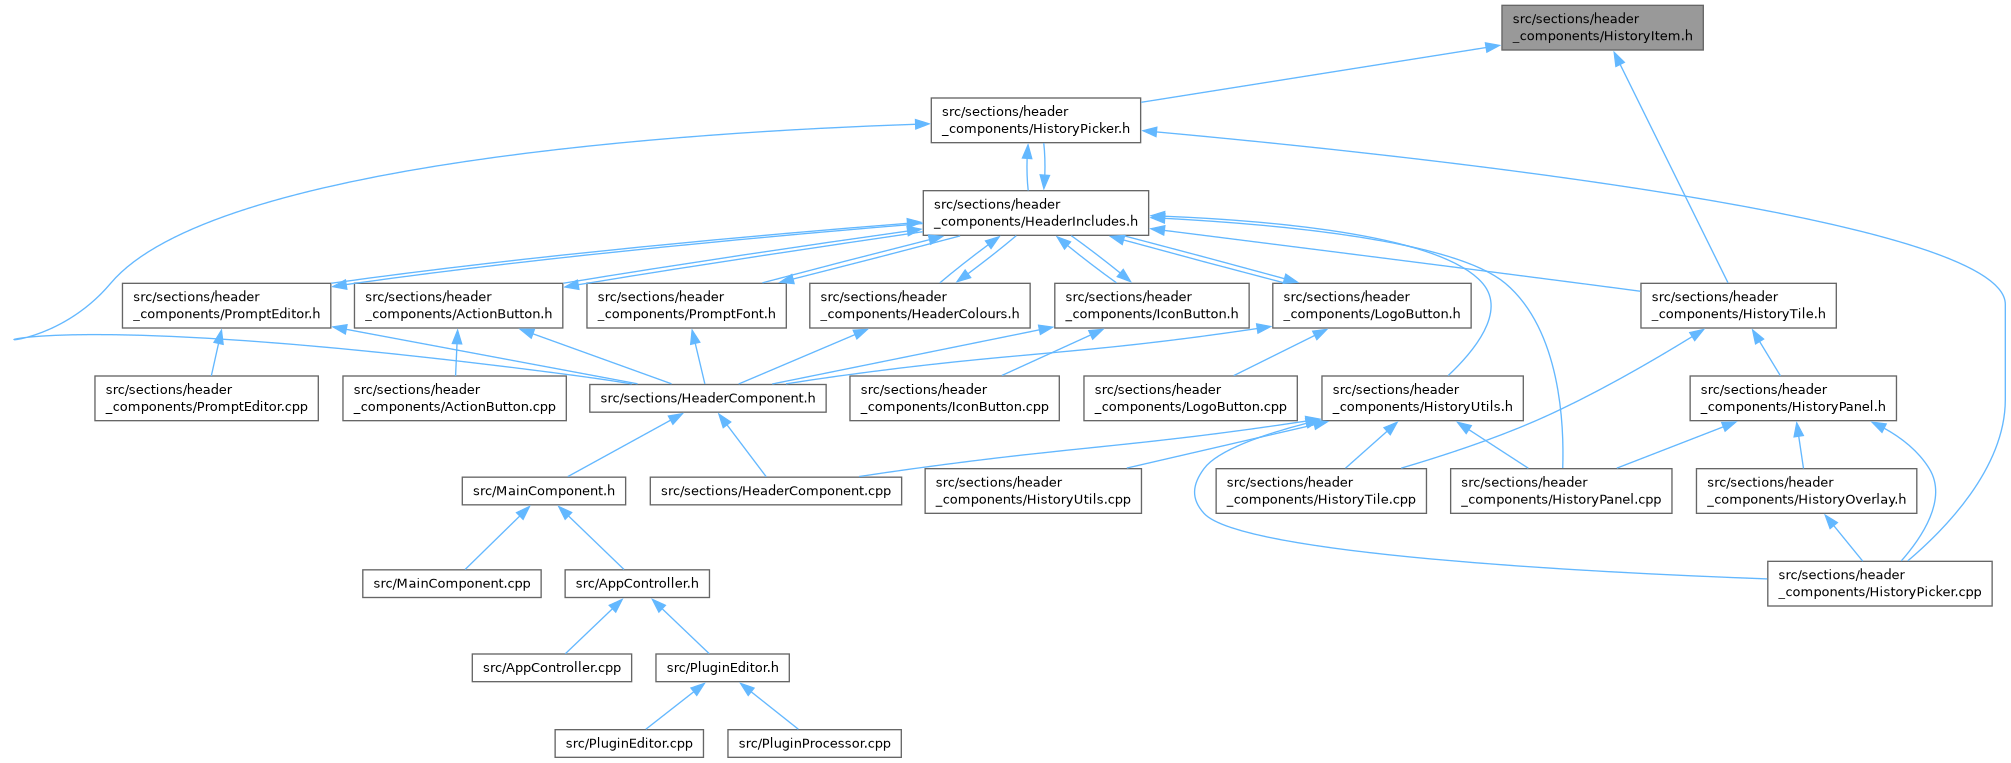 src/sections/header
_components/HistoryItem.h
src/sections/header
_components/HistoryPicker.h
src/sections/header
_components/HeaderIncludes.h
src/sections/header
_components/PromptEditor.h
src/sections/header
_components/ActionButton.h
src/sections/header
_components/PromptFont.h
src/sections/header
_components/HeaderColours.h
src/sections/header
_components/IconButton.h
src/sections/header
_components/LogoButton.h
src/sections/header
_components/HistoryTile.h
src/sections/header
_components/PromptEditor.cpp
src/sections/header
_components/ActionButton.cpp
src/sections/HeaderComponent.h
src/sections/header
_components/IconButton.cpp
src/sections/header
_components/LogoButton.cpp
src/sections/header
_components/HistoryUtils.h
src/sections/header
_components/HistoryPanel.h
src/MainComponent.h
src/sections/HeaderComponent.cpp
src/sections/header
_components/HistoryUtils.cpp
src/sections/header
_components/HistoryTile.cpp
src/sections/header
_components/HistoryPanel.cpp
src/sections/header
_components/HistoryOverlay.h
src/MainComponent.cpp
src/AppController.h
src/sections/header
_components/HistoryPicker.cpp
src/AppController.cpp
src/PluginEditor.h
src/PluginEditor.cpp
src/PluginProcessor.cpp